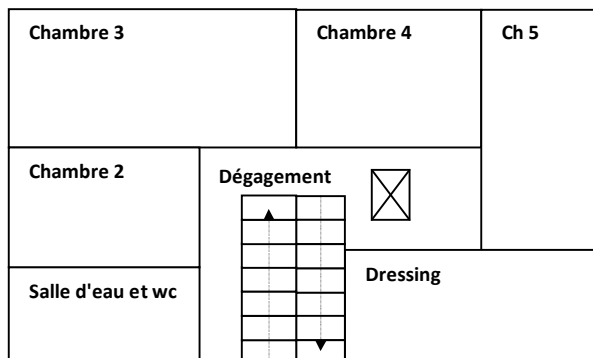 Chambre 3
Chambre 4
Ch 5
Chambre 2
Dégagement
Salle d'eau et wc
Dressing